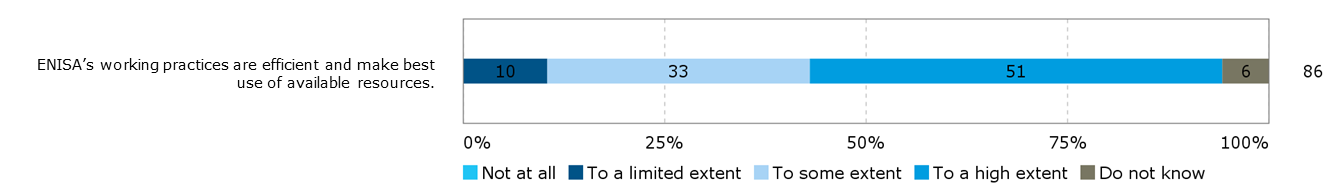 ENISA’s working practices are efficient and make best
use of available resources.
10 33 51 6 86
0% 25% 50% 75% 100%
Not at all To a limited extent To some extent To a high extent Do not know